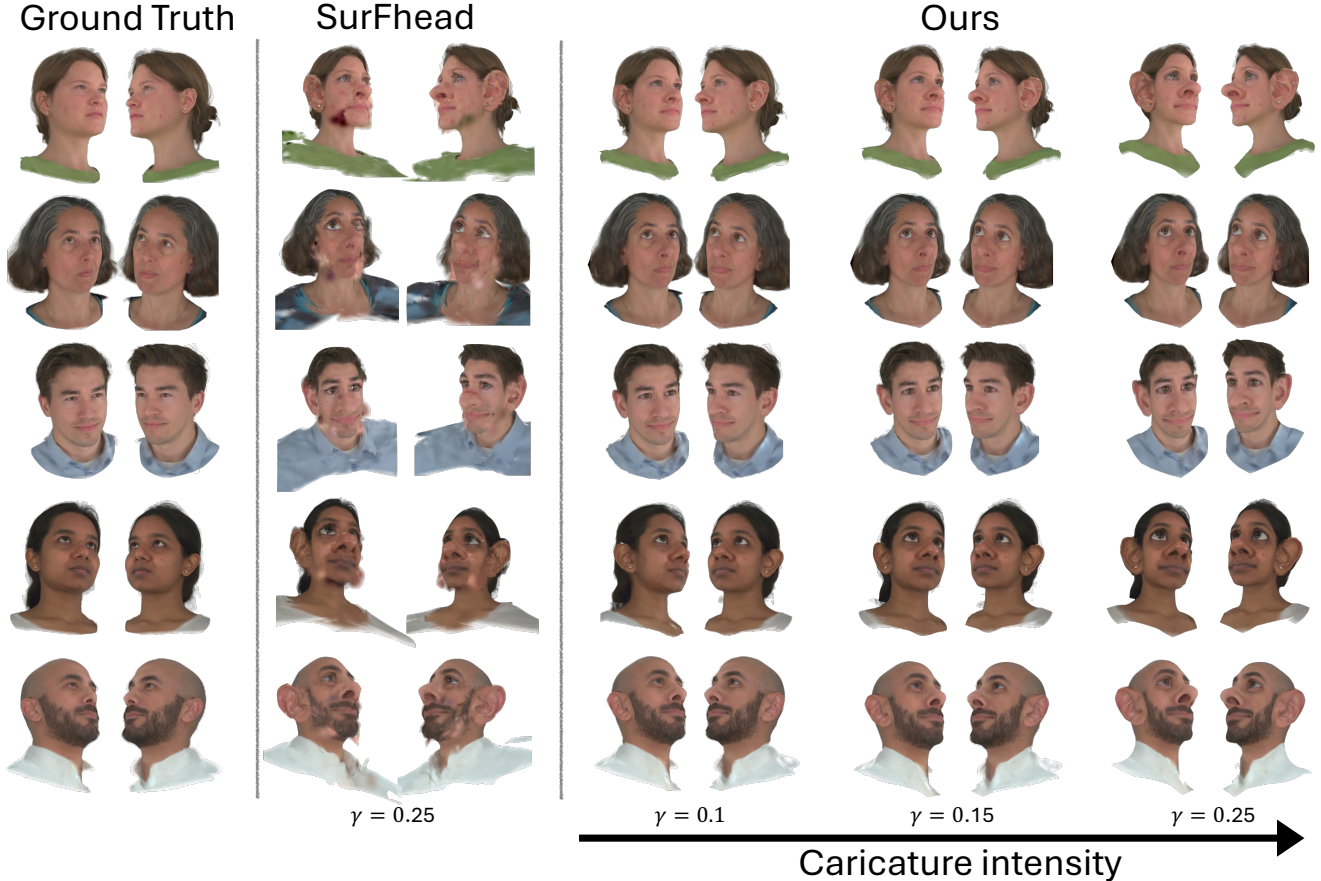 Ground Truth
SurFhead
Ours
γ = 0.25
γ = 0.1
γ = 0.15
γ = 0.25
Caricature intensity